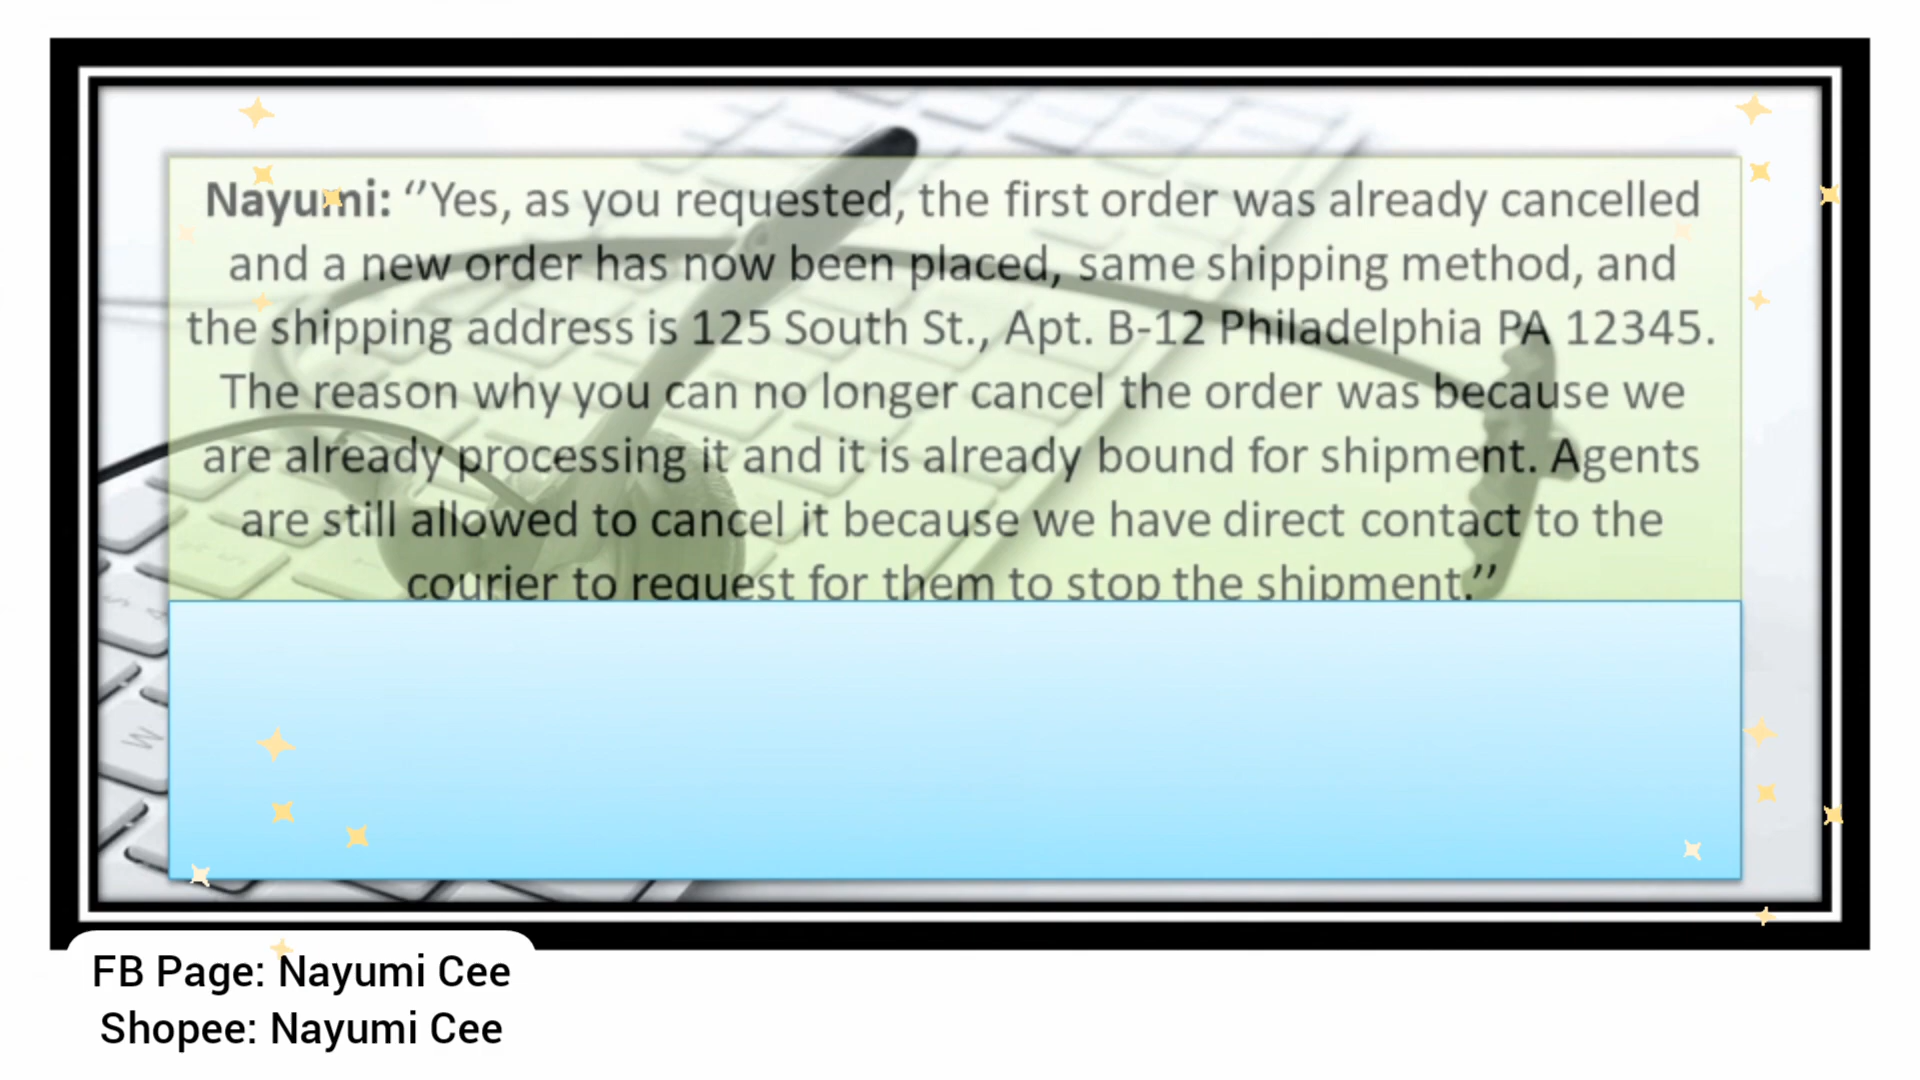 Nayumi: ‘’Yes, as you requested, the first order was already cancelled
and a new order has now been placed, same shipping method, and
the shipping address is 125 South St., Apt. B-12 Philadelphia PA 12345.
The reason why you can no longer cancel the order was because we
are already processing it and it is already bound for shipment. Agents
are still allowed to cancel it because we have direct contact to the
courier to request for them to stop the shipment.’’
FB Page: Nayumi Cee
Shopee: Nayumi Cee